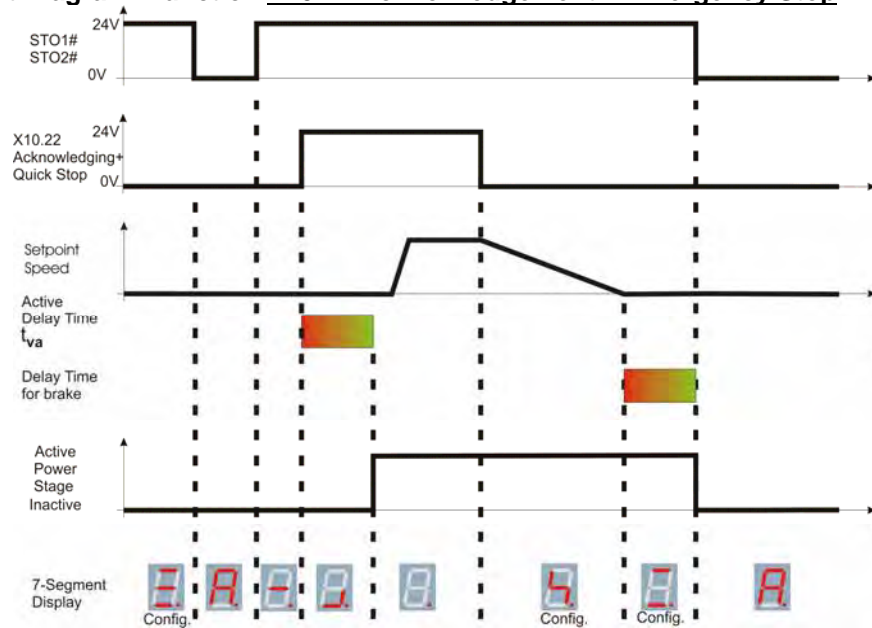 STO1#
STO2#
24V
0V
X10.22
Acknowledging+
Quick Stop
24V
0V
Setpoint
Speed
Active
Delay Time
tva
Delay Time
for brake
Active
Power
Stage
Inactive
7-Segment
Display
Config.
A.
-.
Config.
Config.
A